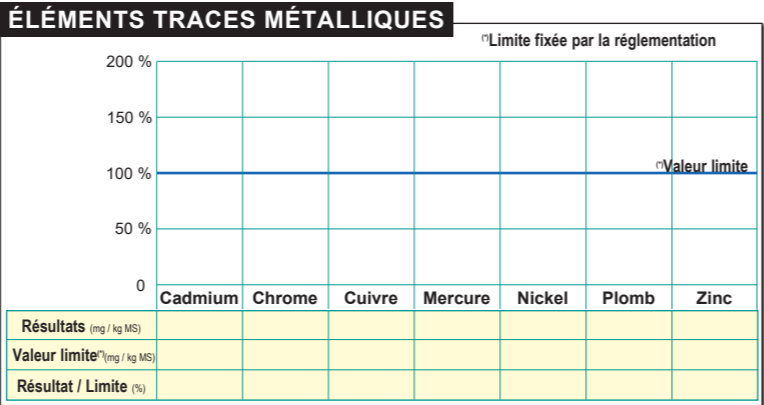 ÉLÉMENTS TRACES MÉTALLIQUES
(*)Limite fixée par la réglementation
200 %
150 %
100 %
(*)Valeur limite
50 %
0
Cadmium Chrome Cuivre Mercure Nickel Plomb Zinc
Résultats (mg / kg MS)
Valeur limite(*)(mg / kg MS)
Résultat / Limite (%)